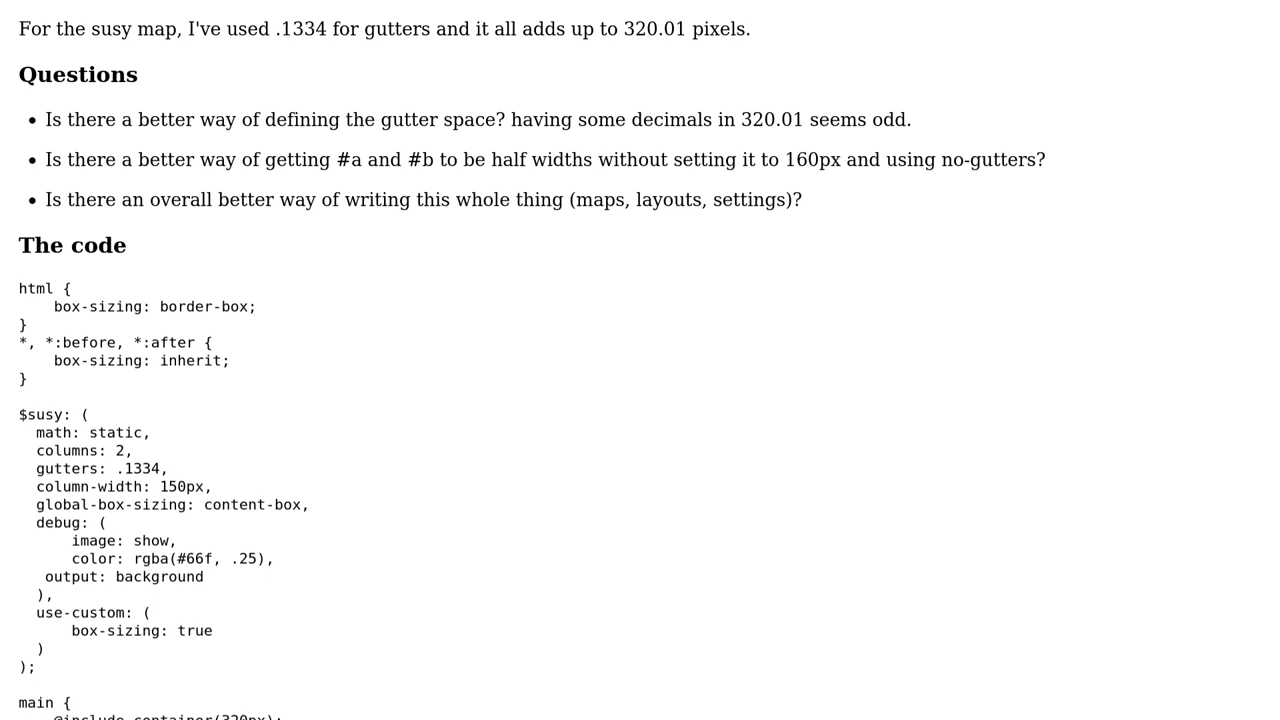 For the susy map, I've used .1334 for gutters and it all adds up to 320.01 pixels.
Questions
• Is there a better way of defining the gutter space? having some decimals in 320.01 seems odd.
• Is there a better way of getting #a and #b to be half widths without setting it to 160px and using no-gutters?
• Is there an overall better way of writing this whole thing (maps, layouts, settings)?
The code
html {
    box-sizing: border-box;
}
*, *:before, *:after {
    box-sizing: inherit;
}

$susy: (
  math: static,
  columns: 2,
  gutters: .1334,
  column-width: 150px,
  global-box-sizing: content-box,
  debug: (
      image: show,
      color: rgba(#66f, .25),
   output: background
  ),
  use-custom: (
      box-sizing: true
  )
);

main {
    @include container(320px);